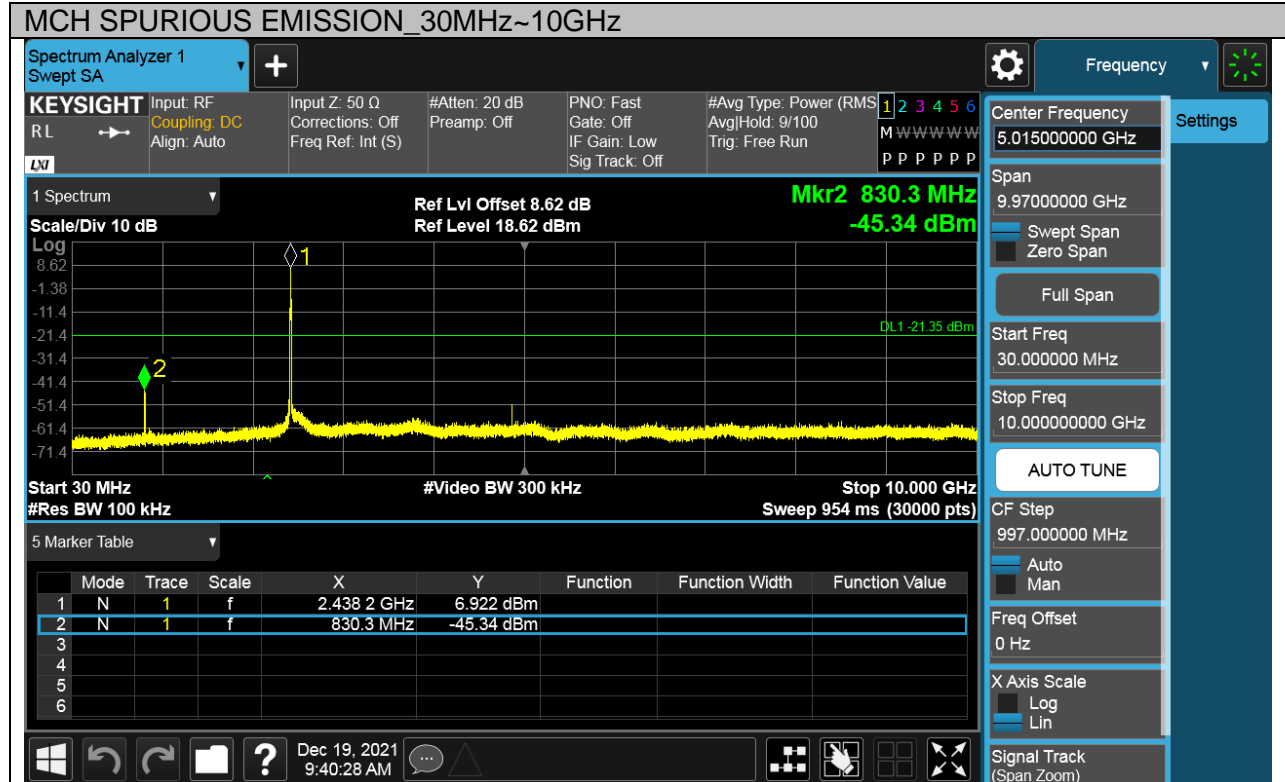 MCH SPURIOUS EMISSION_30MHz~10GHz
Spectrum Analyzer 1
Swept SA
+
Frequency
KEYSIGHT
RL
LXI
Input: RF
Coupling: DC
Align: Auto
Input Z: 50 Ω
Corrections: Off
Freq Ref: Int (S)
#Atten: 20 dB
Preamp: Off
PNO: Fast
Gate: Off
IF Gain: Low
Sig Track: Off
#Avg Type: Power (RMS
Avg|Hold: 9/100
Trig: Free Run
1 2 3 4 5 6
M W W W W W
P P P P P P
1 Spectrum
Scale/Div 10 dB
Ref Lvl Offset 8.62 dB
Ref Level 18.62 dBm
Mkr2 830.3 MHz
-45.34 dBm
Log
8.62
-1.38
-11.4
-21.4
-31.4
-41.4
-51.4
-61.4
-71.4
1
2
DL1 -21.35 dBm
Start 30 MHz
#Video BW 300 kHz
Stop 10.000 GHz
#Res BW 100 kHz
Sweep 954 ms (30000 pts)
5 Marker Table
Mode Trace Scale X Y Function Function Width Function Value
1 N 1 f 2.438 2 GHz 6.922 dBm
2 N 1 f 830.3 MHz -45.34 dBm
3
4
5
6
?
Dec 19, 2021
9:40:28 AM
Center Frequency
5.015000000 GHz
Settings
Span
9.97000000 GHz
Swept Span
Zero Span
Full Span
Start Freq
30.000000 MHz
Stop Freq
10.000000000 GHz
AUTO TUNE
CF Step
997.000000 MHz
Auto
Man
Freq Offset
0 Hz
X Axis Scale
Log
Lin
Signal Track
(Span Zoom)